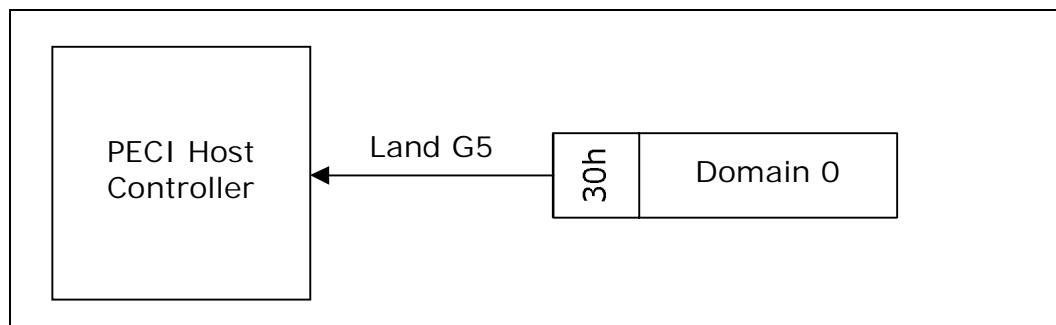 PECI Host
Controller
Land G5
30h
Domain 0